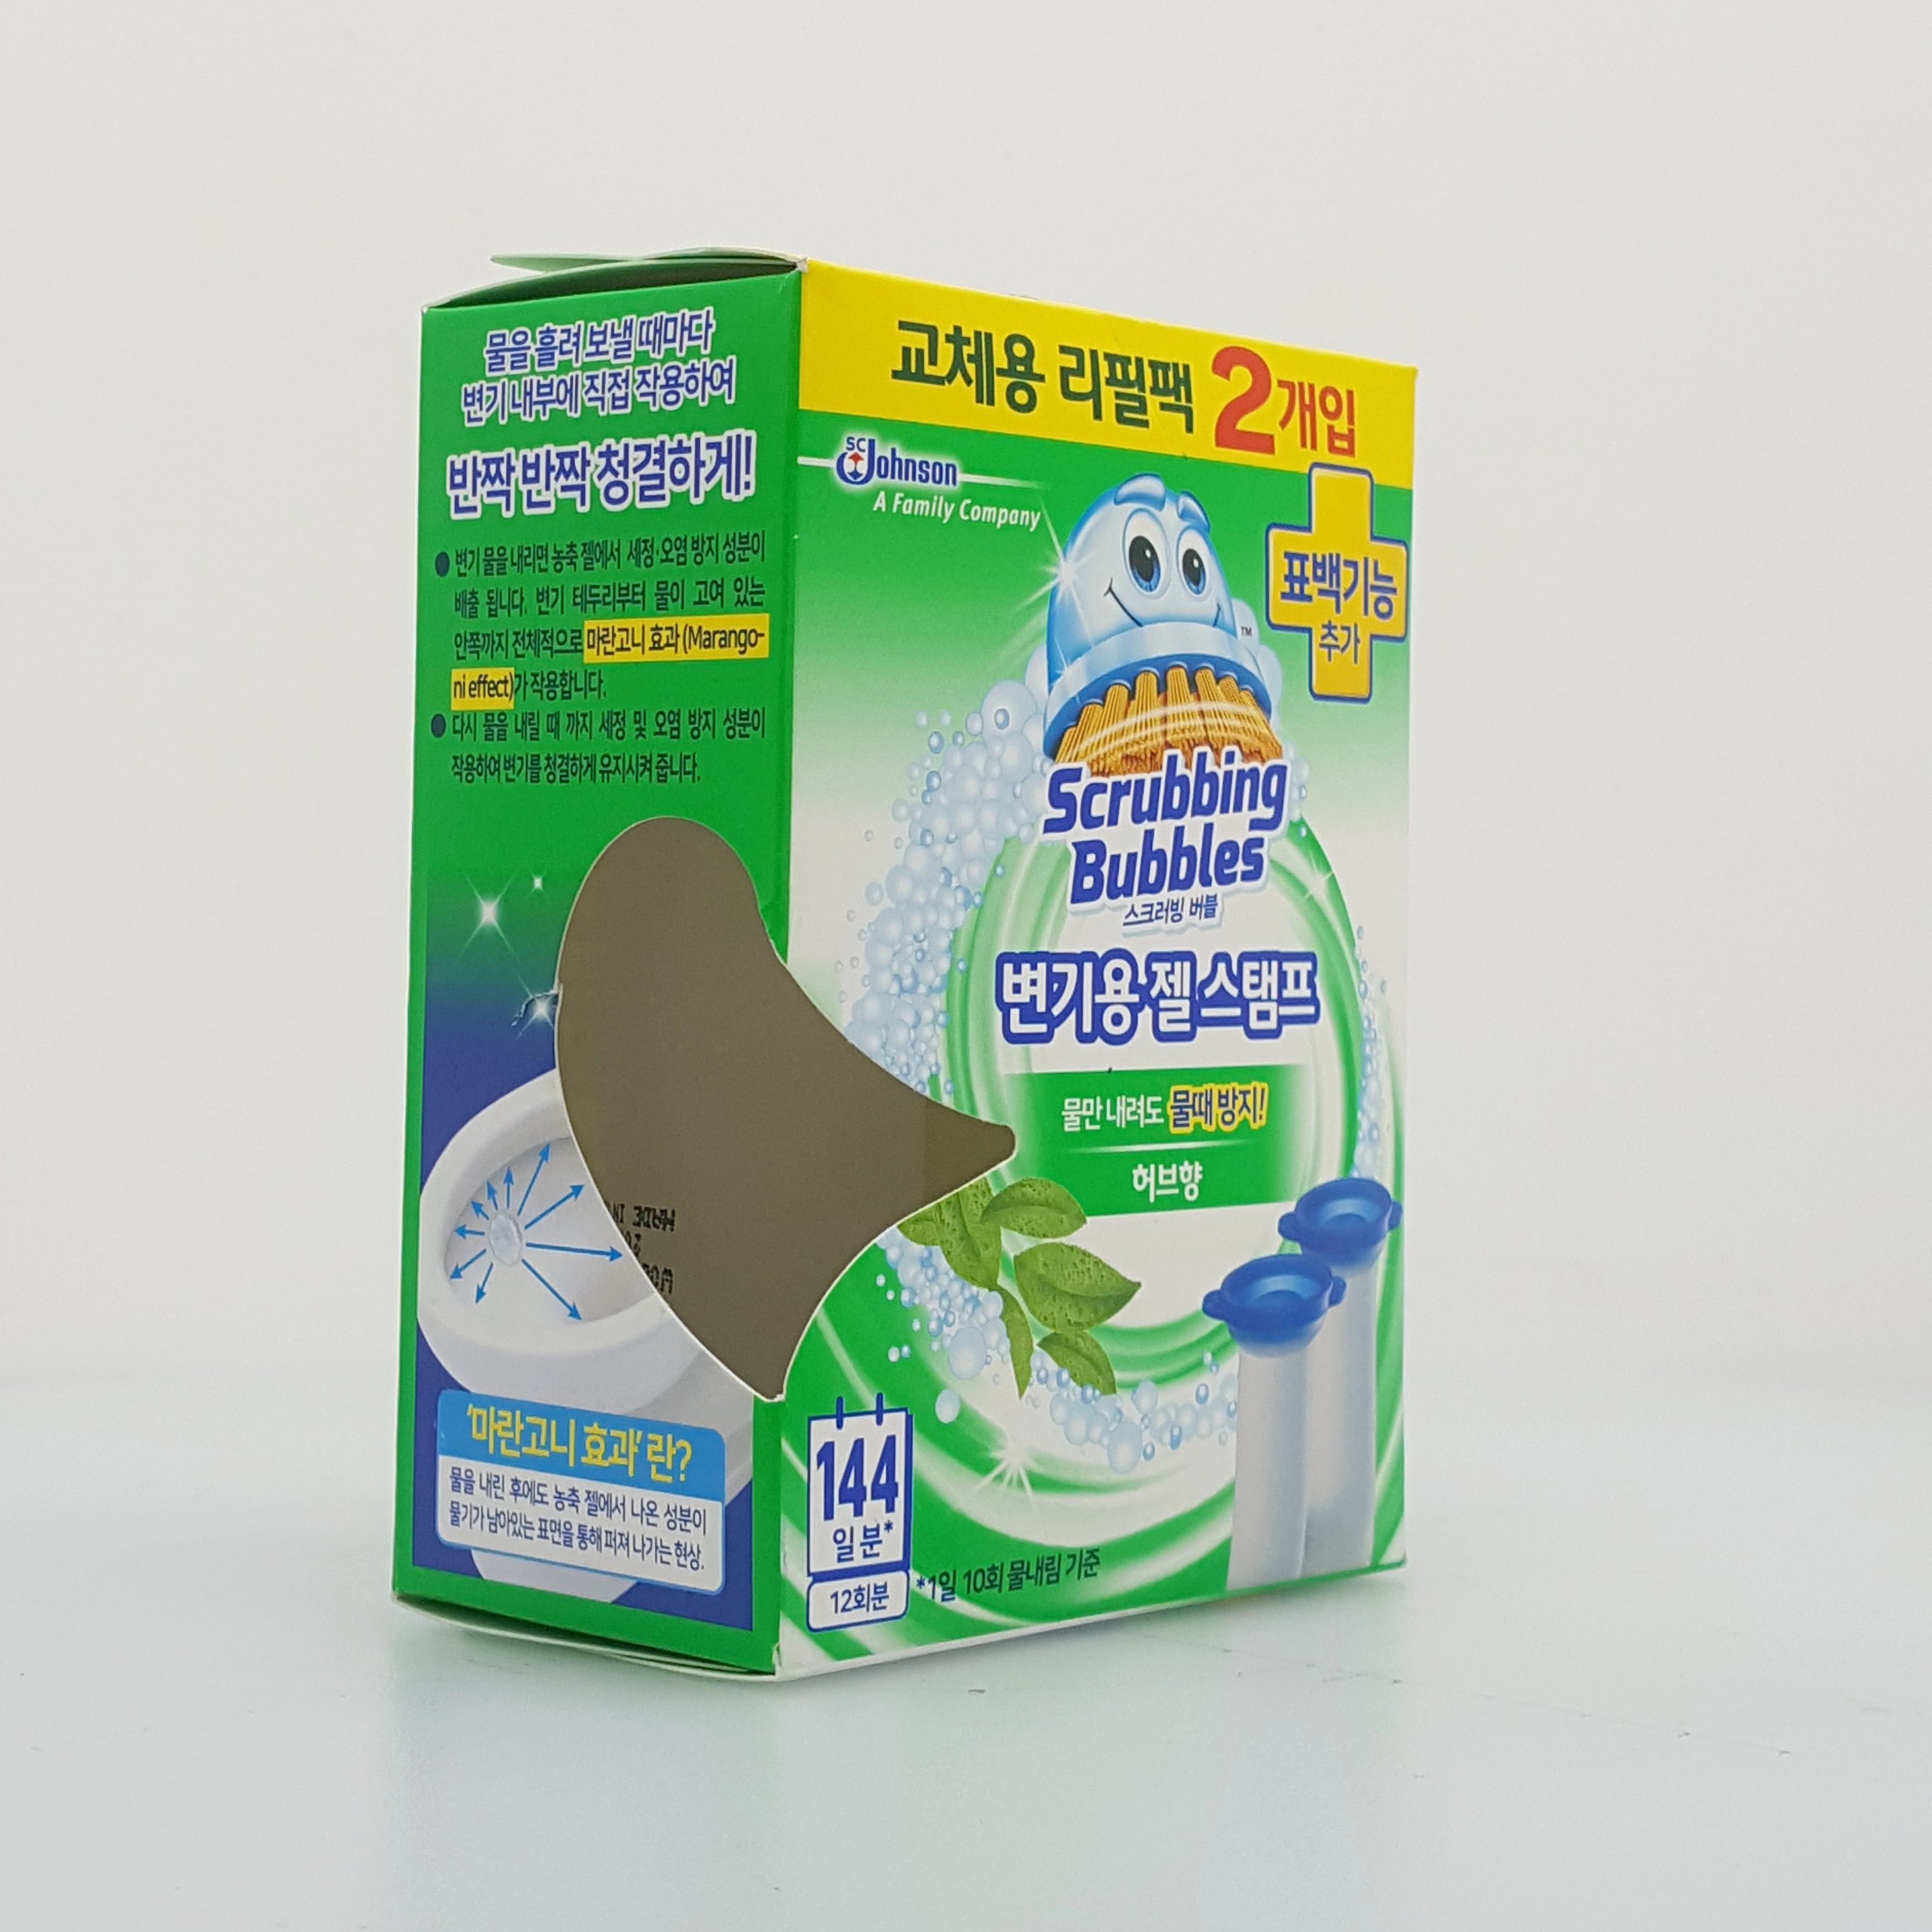 물을 흘려 보낼 때마다
변기 내부에 직접 작용하여
반짝 반짝 청결하게!
● 변기 물을 내리면 농축 젤에서 세정·오염 방지 성분이
배출 됩니다. 변기 테두리부터 물이 고여 있는
안쪽까지 전체적으로 마란고니 효과 (Marango-
ni effect)가 작용합니다.
● 다시 물을 내릴 때 까지 세정 및 오염 방지 성분이
작용하여 변기를 청결하게 유지시켜 줍니다.
MADE IN
'마란고니 효과' 란?
물을 내린 후에도 농축 젤에서 나온 성분이
물기가 남아있는 표면을 통해 퍼져 나가는 현상.
교체용 리필팩 2개입
SC Johnson
A Family Company
표백기능
추가
TM
Scrubbing
Bubbles
스크러빙 버블
변기용 젤 스탬프
물만 내려도 물때 방지!
허브향
144
일분*
12회분
*1일 10회 물내림 기준